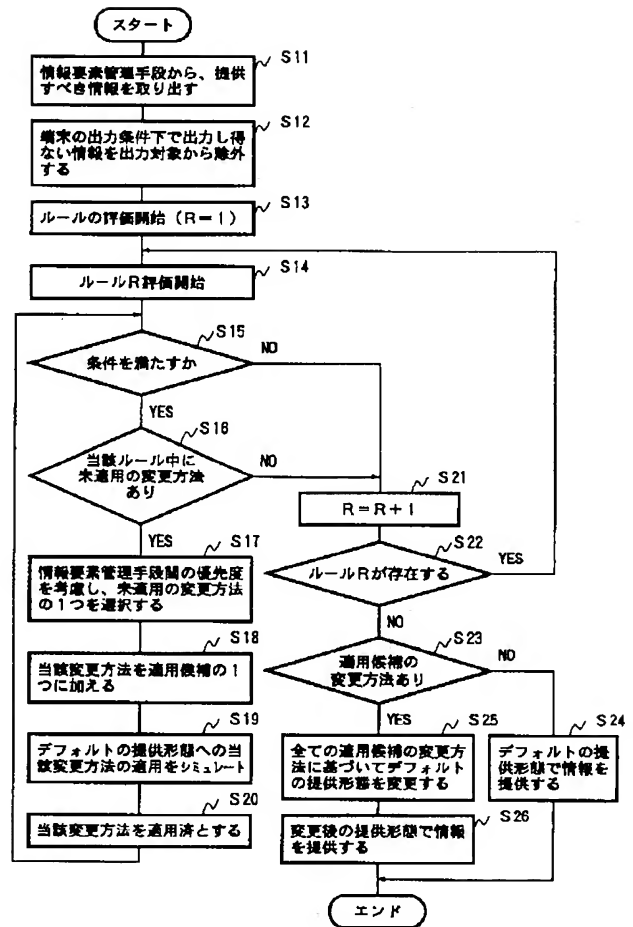 スタート
S11
情報要素管理手段から、提供
すべき情報を取り出す
S12
端末の出力条件下で出力し得
ない情報を出力対象から除外
する
S13
ルールの評価開始(R=1)
S14
ルールR評価開始
S15
条件を満たすか
NO
YES
S16
当該ルール中に
未適用の変更方法
あり
NO
YES
S17
情報要素管理手段間の優先度
を考慮し、未適用の変更方法
の1つを選択する
S18
当該変更方法を適用候補の1
つに加える
S19
デフォルトの提供形態への当
該変更方法の適用をシミュレート
S20
当該変更方法を適用済とする
S21
R=R+1
S22
ルールRが存在する
YES
NO
S23
適用候補の
変更方法あり
NO
YES
S25
全ての適用候補の変更方
法に基づいてデフォルト
の提供形態を変更する
S24
デフォルトの提
供形態で情報を
提供する
S26
変更後の提供形態で情報
を提供する
エンド